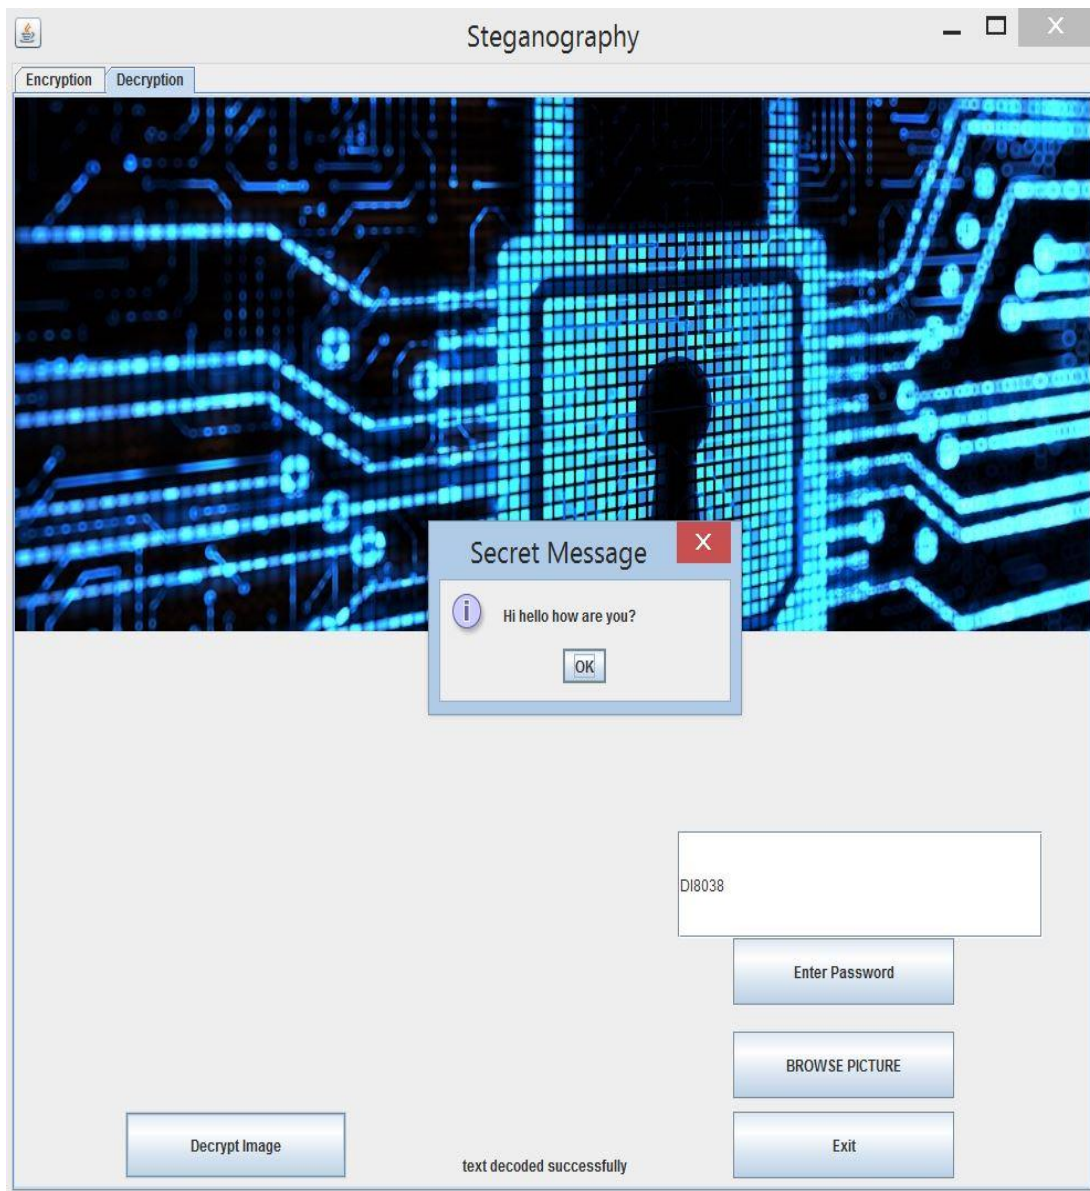 Steganography
Encryption Decryption
Secret Message
Hi hello how are you?
OK
DI8038
Enter Password
BROWSE PICTURE
Decrypt Image
Exit
text decoded successfully